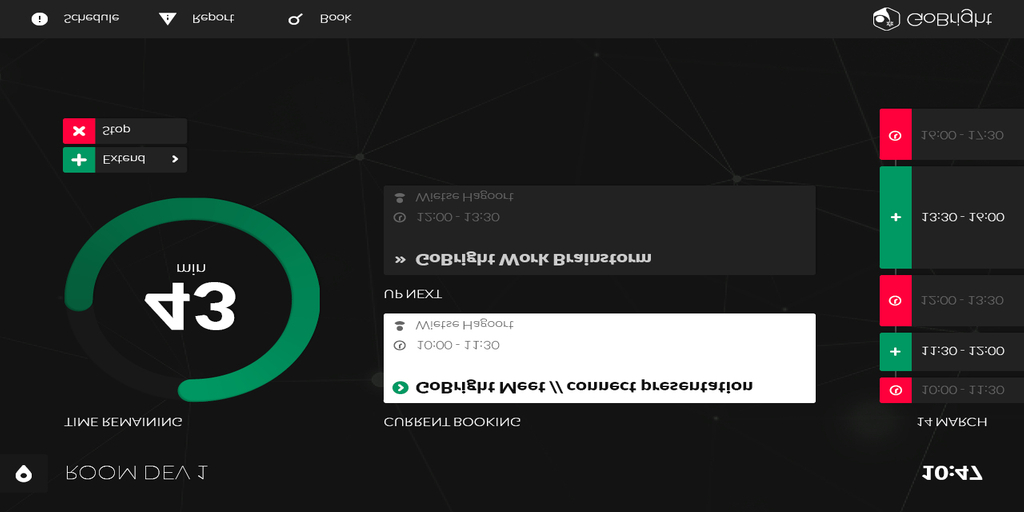 ROOM DEV 1
10:47
TIME REMAINING
43
min
Extend
Stop
CURRENT BOOKING
GoBright Meet // connect presentation
10:00 - 11:30
Wietse Hagoort
UP NEXT
GoBright Work Brainstorm
12:00 - 13:30
Wietse Hagoort
14 MARCH
10:00 - 11:30
11:30 - 12:00
12:00 - 13:30
13:30 - 16:00
16:00 - 17:30
Schedule
Report
Book
GoBright